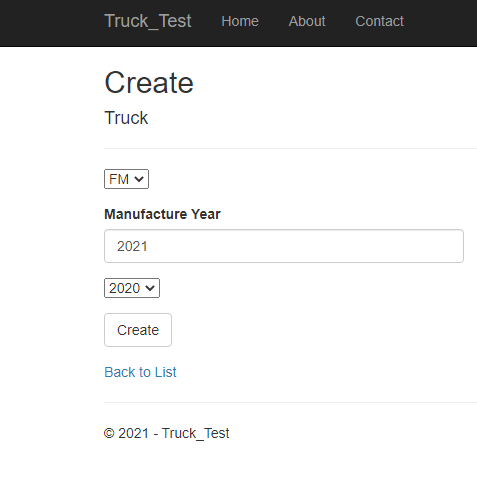 Truck_Test Home About Contact
Create
Truck
FM
Manufacture Year
2021
2020
Create
Back to List
© 2021 - Truck_Test